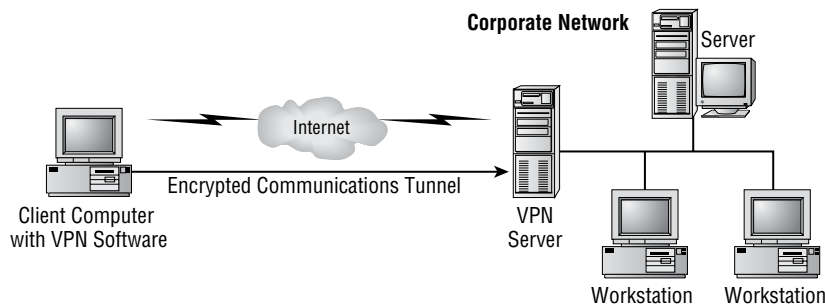 Corporate Network
Server
Internet
Encrypted Communications Tunnel
Client Computer
with VPN Software
VPN
Server
Workstation
Workstation